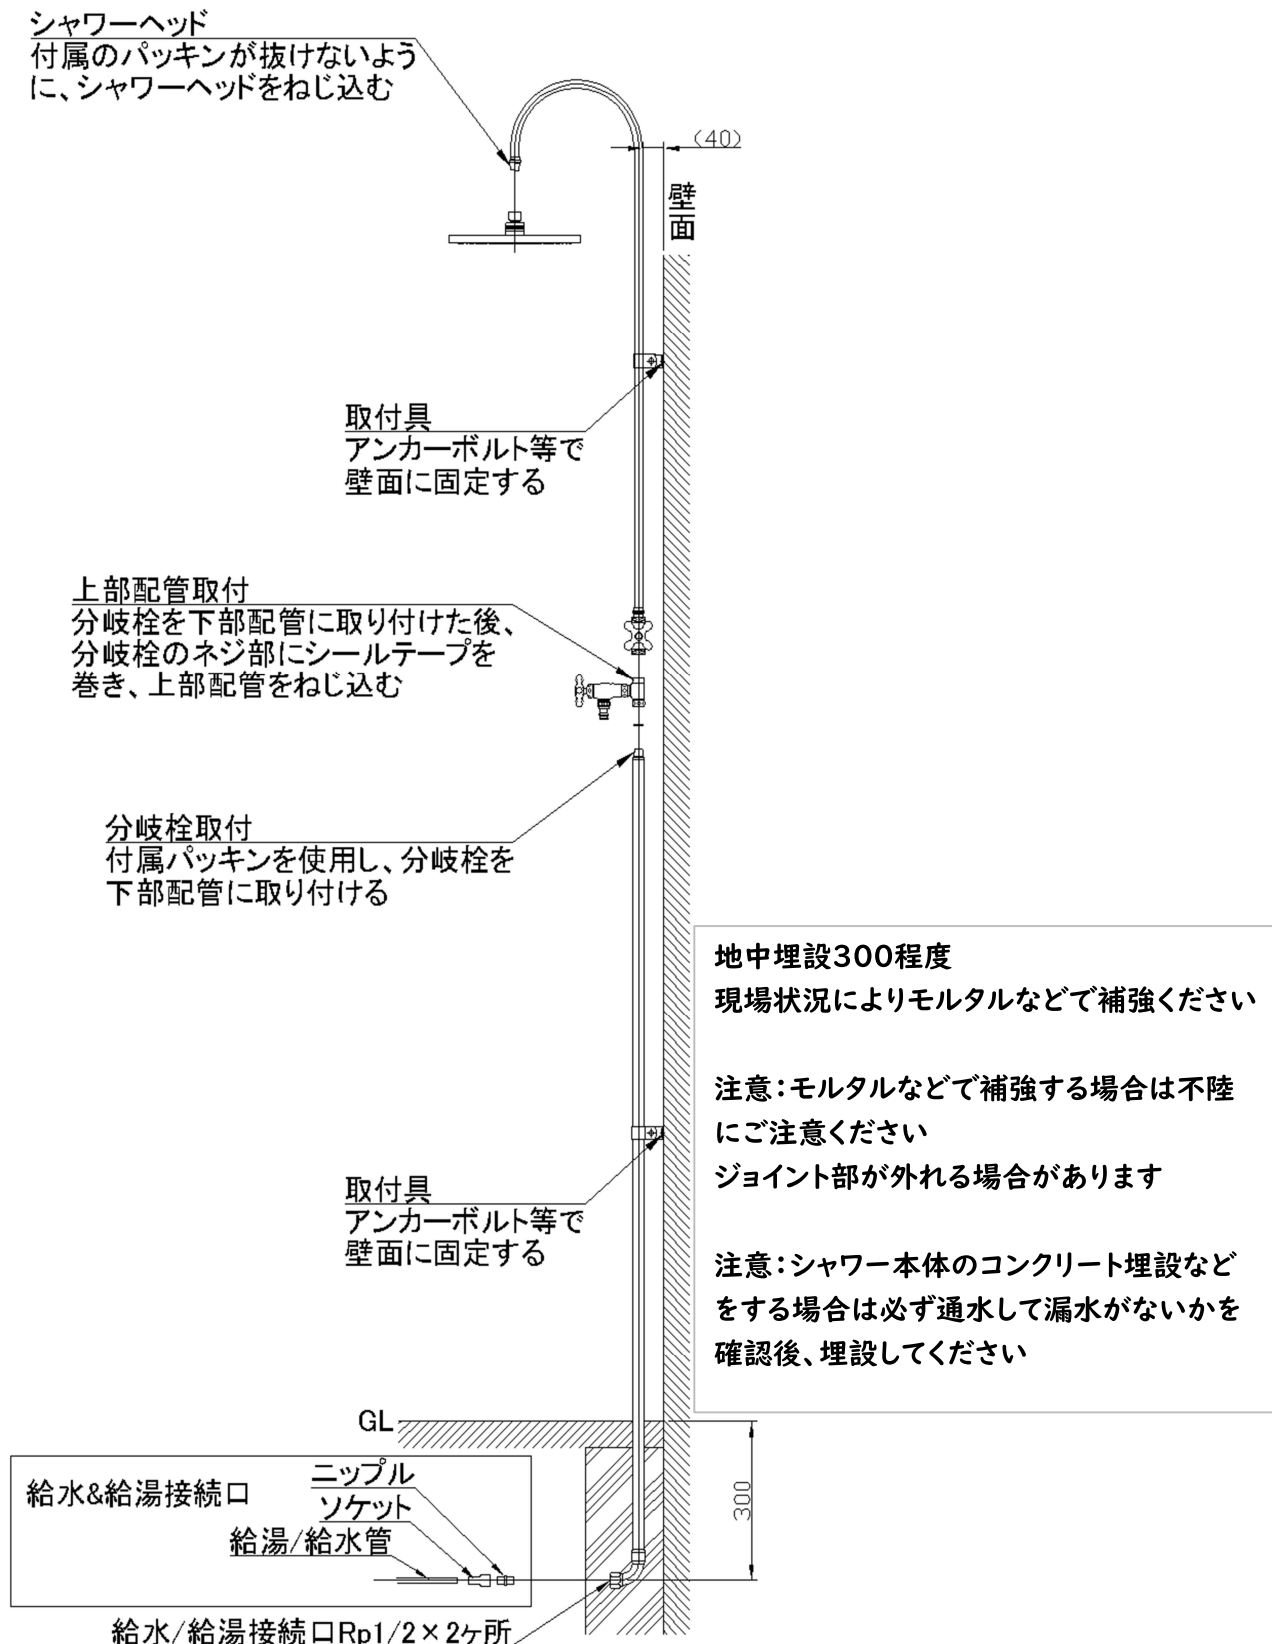 シャワーヘッド
付属のパッキンが抜けないよう
に、シャワーヘッドをねじ込む
(40)
壁面
取付具
アンカーボルト等で
壁面に固定する
上部配管取付
分岐栓を下部配管に取り付けた後、
分岐栓のネジ部にシールテープを
巻き、上部配管をねじ込む
分岐栓取付
付属パッキンを使用し、分岐栓を
下部配管に取り付ける
地中埋設300程度
現場状況によりモルタルなどで補強ください
注意：モルタルなどで補強する場合は不陸
にご注意ください
ジョイント部が外れる場合があります
注意：シャワー本体のコンクリート埋設など
をする場合は必ず通水して漏水がないかを
確認後、埋設してください
取付具
アンカーボルト等で
壁面に固定する
GL
300
給水&給湯接続口
ニップル
ソケット
給湯/給水管
給水/給湯接続口Rp1/2×2ヶ所